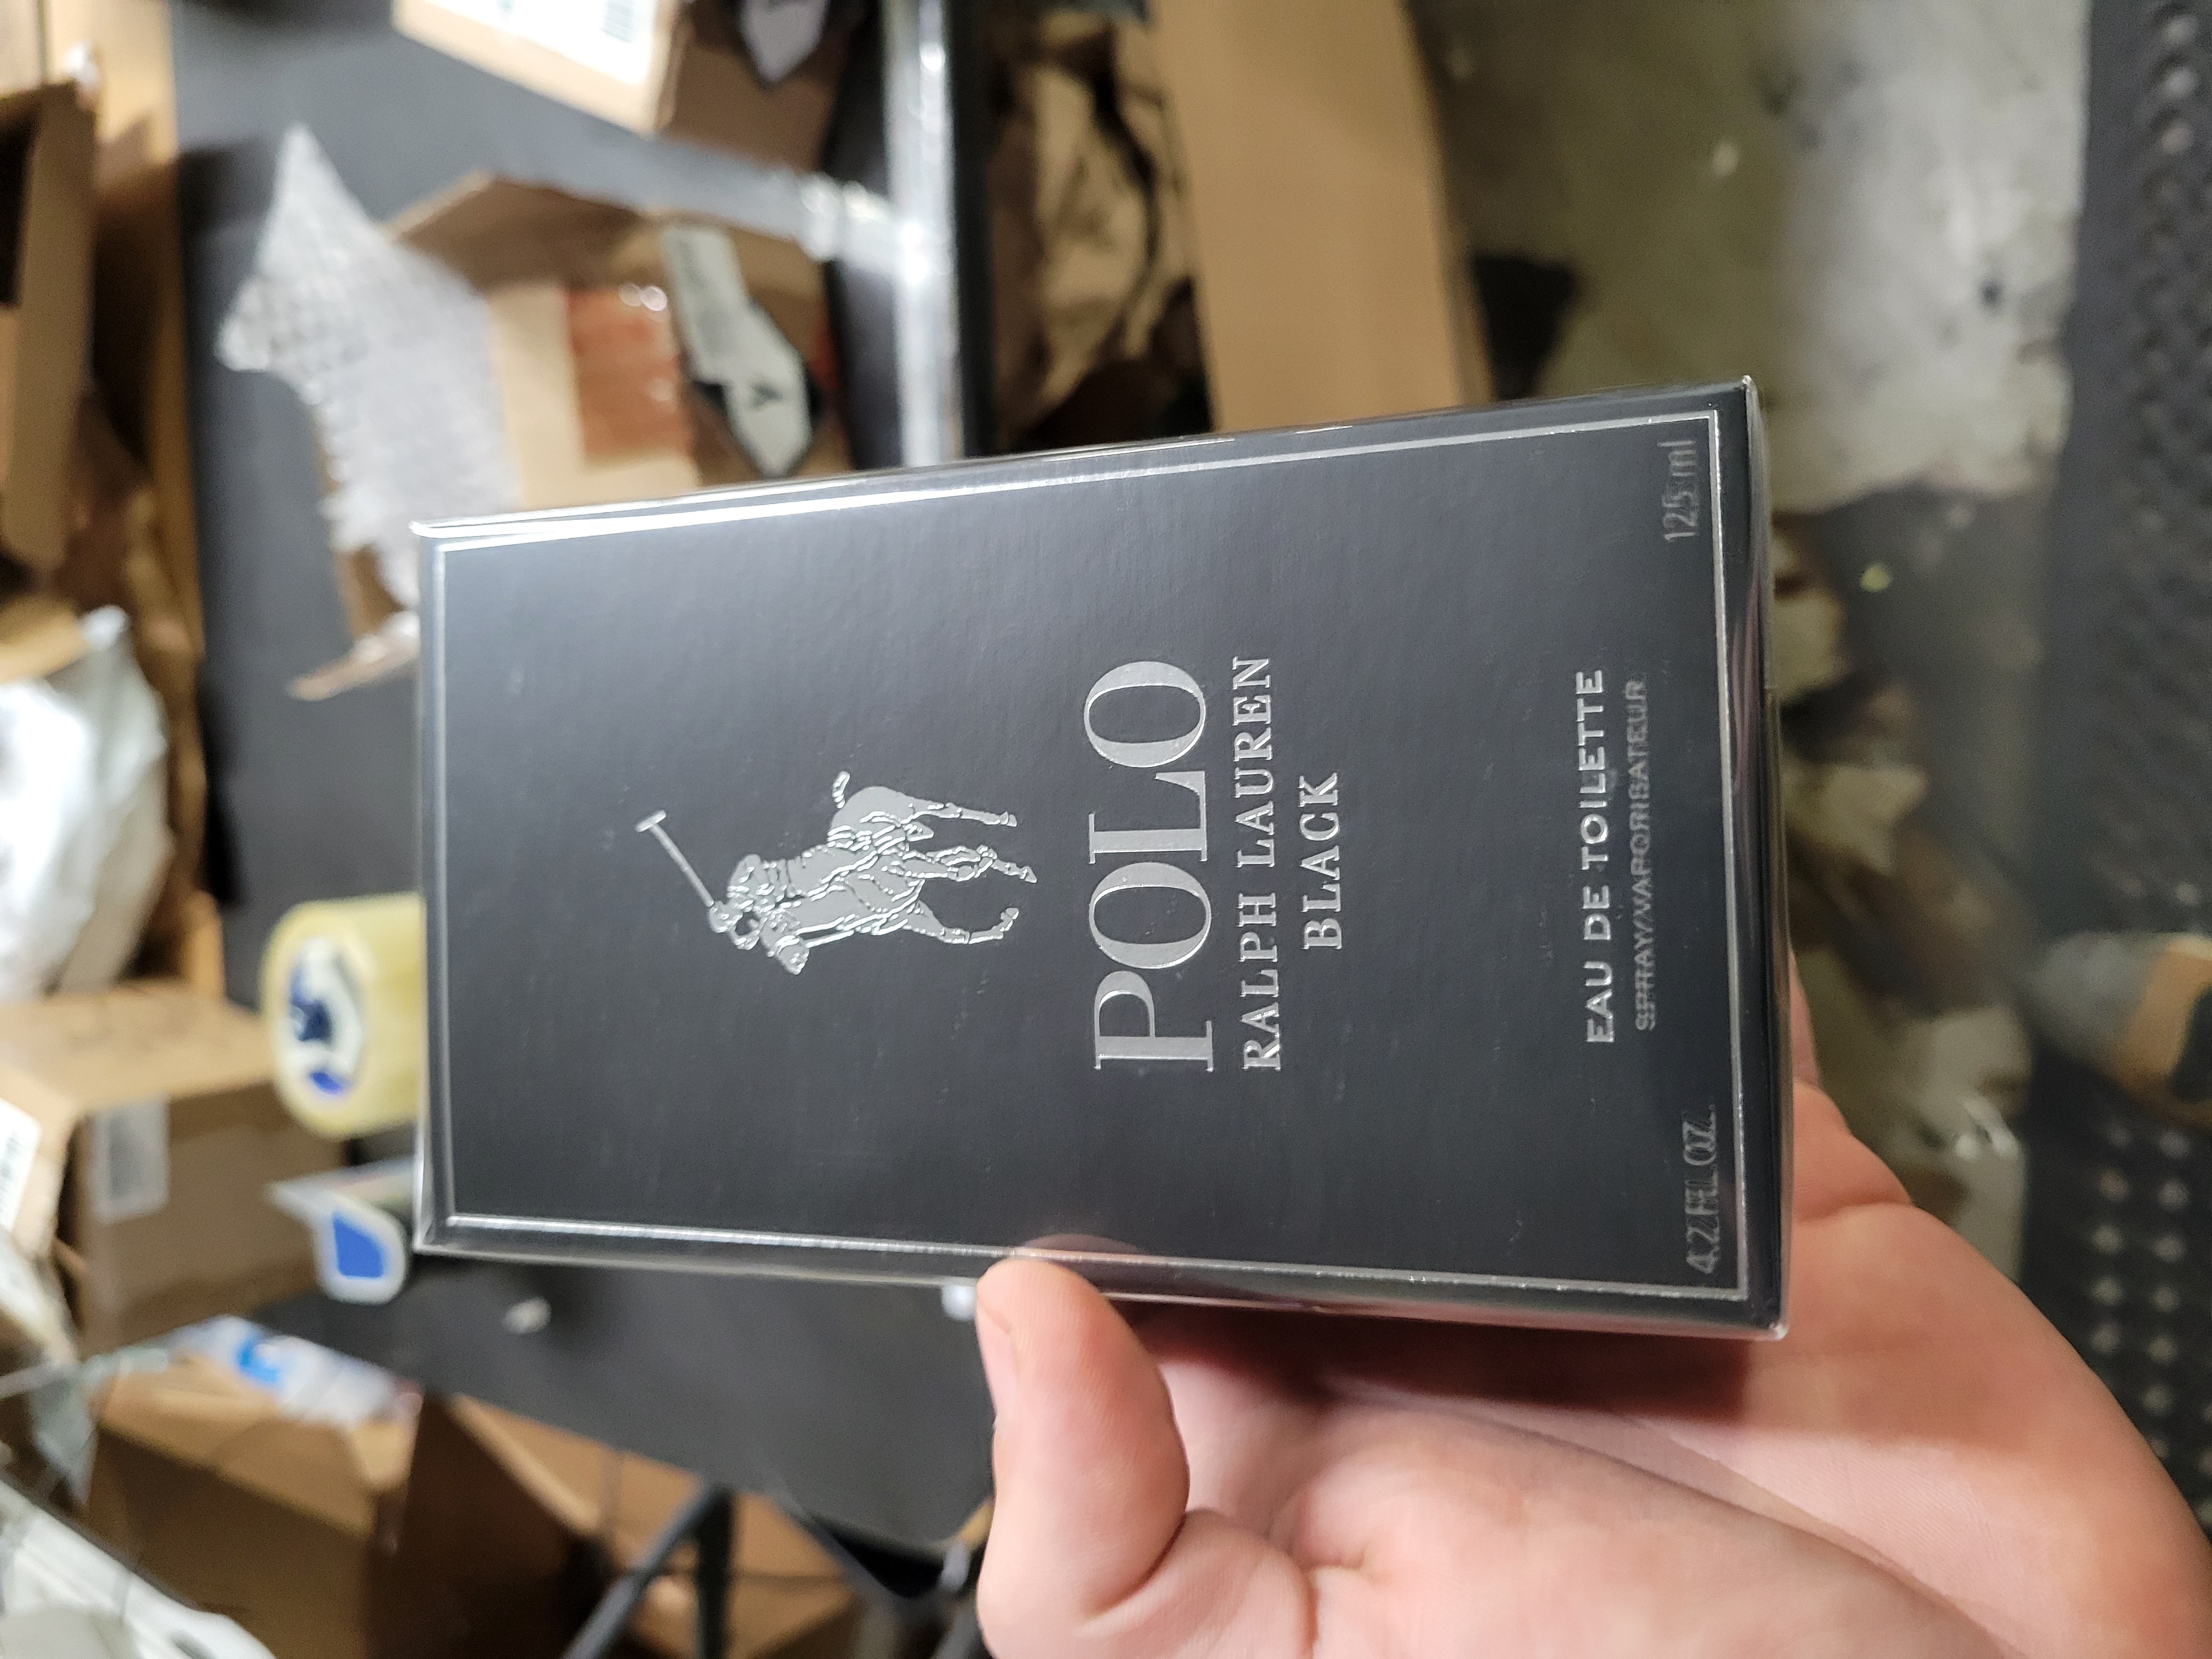 POLO
RALPH LAUREN
BLACK
EAU DE TOILETTE
SPRAY/VAPORISATEUR
4.2 FL.OZ.
125 ml